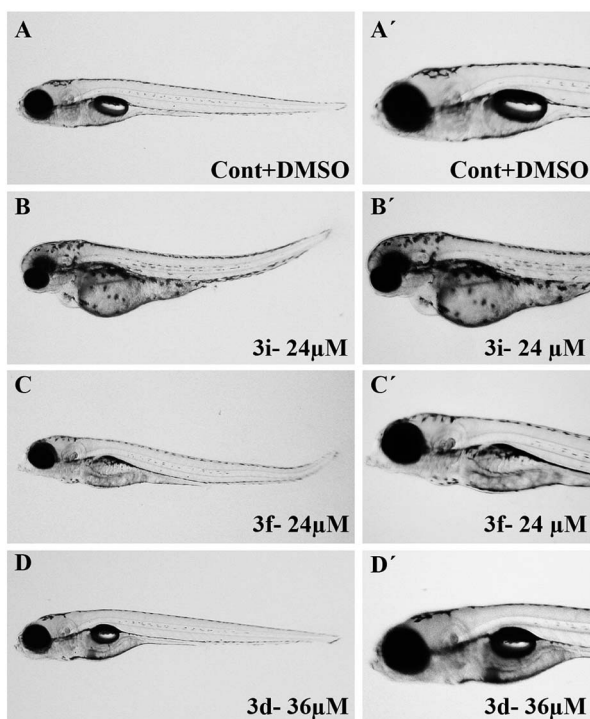 A
A´
Cont+DMSO
Cont+DMSO
B
B´
3i- 24µM
3i- 24 µM
C
C´
3f- 24µM
3f- 24 µM
D
D´
3d- 36µM
3d- 36µM